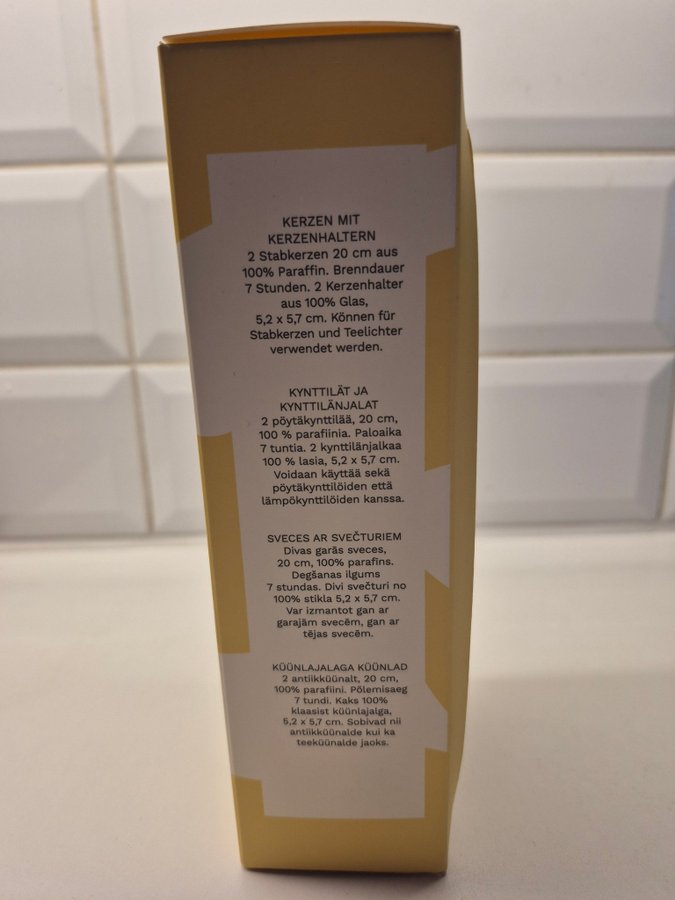 KERZEN MIT
KERZENHALTERN
2 Stabkerzen 20 cm aus
100% Paraffin. Brenndauer
7 Stunden. 2 Kerzenhalter
aus 100% Glas,
5,2 x 5,7 cm. Können für
Stabkerzen und Teelichter
verwendet werden.
KYNTTILÄT JA
KYNTTILÄNJALAT
2 pöytäkynttilää, 20 cm,
100 % parafiinia. Paloaika
7 tuntia. 2 kynttilänjalkaa
100 % lasia, 5,2 x 5,7 cm.
Voidaan käyttää sekä
pöytäkynttilöiden että
lämpökynttilöiden kanssa.
SVECES AR SVEČTURIEM
Divas garās sveces,
20 cm, 100% parafīns.
Degšanas ilgums
7 stundas. Divi svečturi no
100% stikla 5,2 x 5,7 cm.
Var izmantot gan ar
garajām svecēm, gan ar
tējas svecēm.
KÜÜNLAJALAGA KÜÜNLAD
2 antiikküünalt, 20 cm,
100% parafiini. Põlemisaeg
7 tundi. Kaks 100%
klaasist küünlajalga,
5,2 x 5,7 cm. Sobivad nii
antiikküünalde kui ka
teeküünalde jaoks.